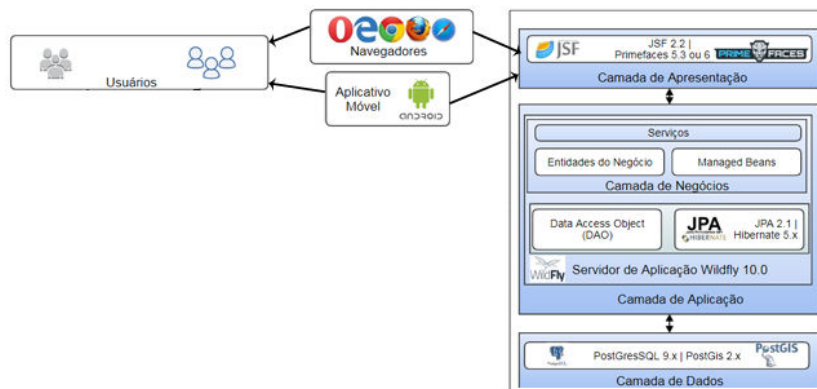 Usuários
Navegadores
Aplicativo
Móvel
ANDROID
JSF
JSF 2.2 |
Primefaces 5.3 ou 6
PRIMEFACES
Camada de Apresentação
Serviços
Entidades do Negócio
Managed Beans
Camada de Negócios
Data Access Object
(DAO)
JPA
HIBERNATE
JPA 2.1 |
Hibernate 5.x
WildFly
Servidor de Aplicação Wildfly 10.0
Camada de Aplicação
PostGresSQL 9.x | PostGis 2.x
PostGIS
Camada de Dados